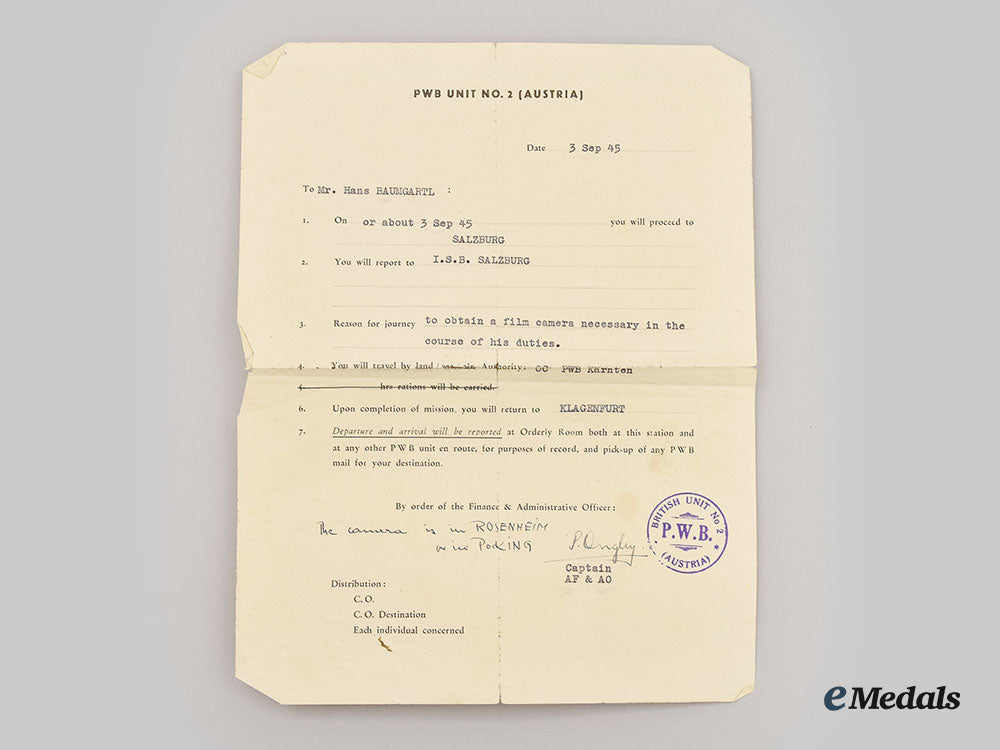 PWB UNIT NO. 2 (AUSTRIA)
Date 3 Sep 45
To Mr. Hans BAUMGARTL :
1. On or about 3 Sep 45 you will proceed to
SALZBURG
2. You will report to I.S.B. SALZBURG
3. Reason for journey to obtain a film camera necessary in the
course of his duties.
4. You will travel by land / Authority: OC PWB Kärnten
5. hrs rations will be carried.
6. Upon completion of mission, you will return to KLAGENFURT
7. Departure and arrival will be reported at Orderly Room both at this station and
at any other PWB unit en route, for purposes of record, and pick-up of any PWB
mail for your destination.
By order of the Finance & Administrative Officer:
The camera is in ROSENHEIM
or in PocKING
Captain
AF & AO
BRITISH UNIT No 2
P.W.B.
(AUSTRIA)
Distribution:
C.O.
C.O. Destination
Each individual concerned
eMedals